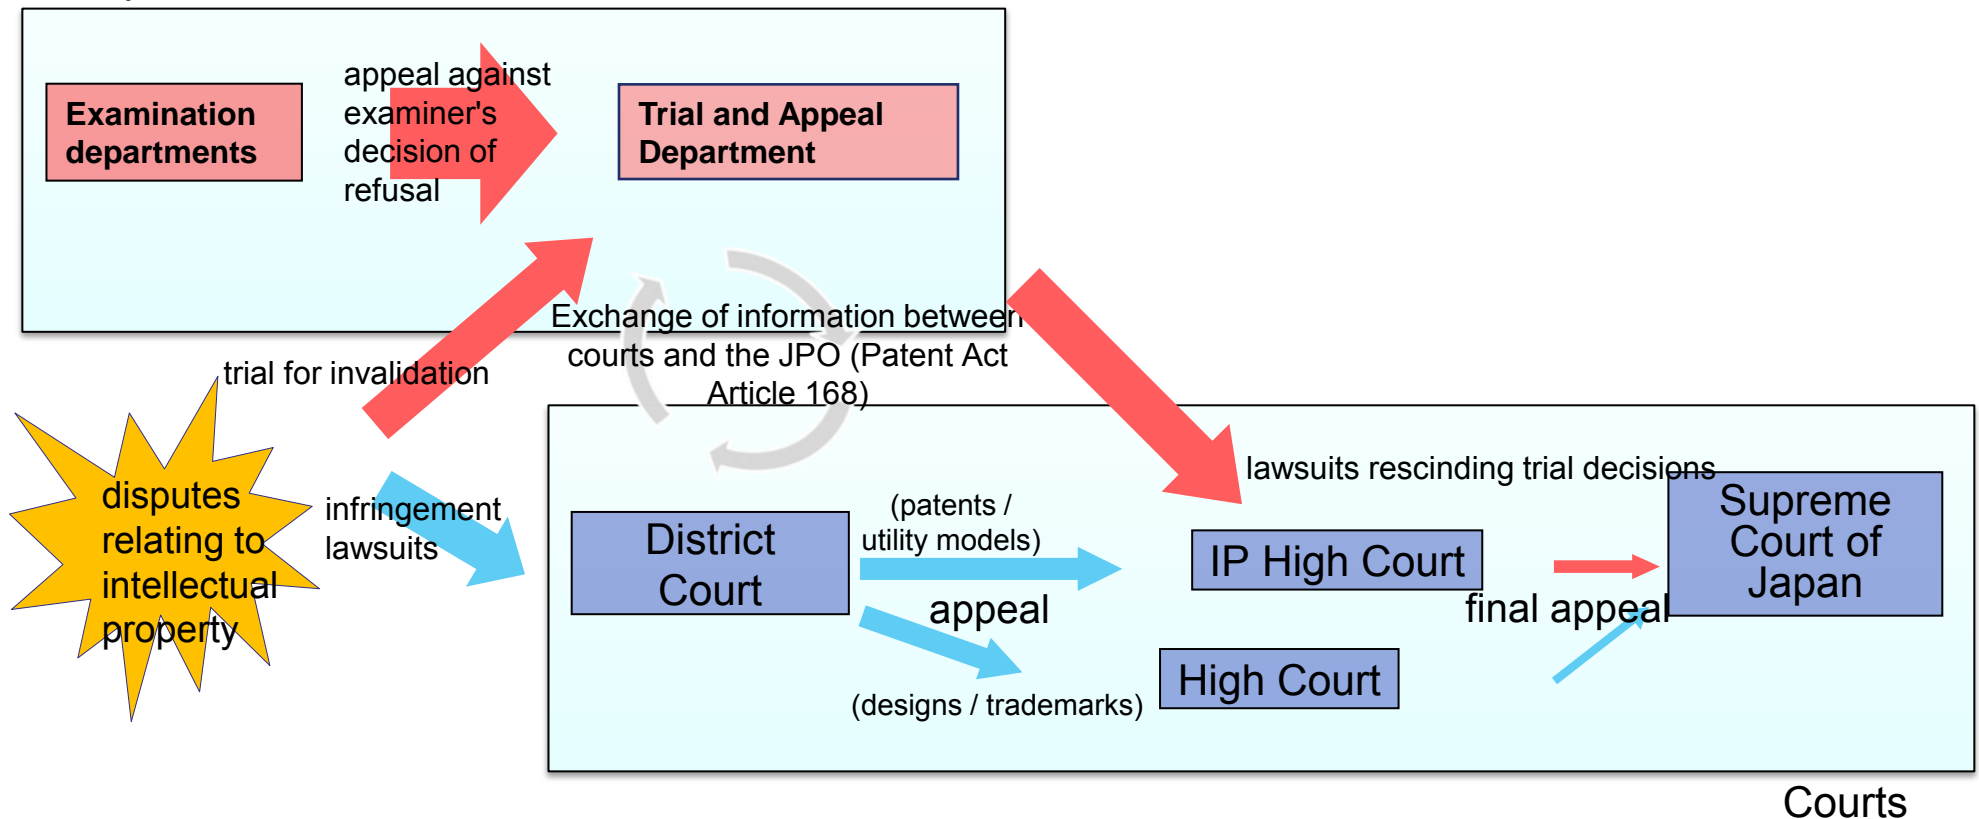 appeal against
examiner's
decision of
refusal
Examination
departments
Trial and Appeal
Department
Exchange of information between
courts and the JPO (Patent Act
Article 168)
trial for invalidation
disputes
relating to
intellectual
property
infringement
lawsuits
lawsuits rescinding trial decisions
District
Court
(patents /
utility models)
appeal
(designs / trademarks)
IP High Court
High Court
final appeal
Supreme
Court of
Japan
Courts